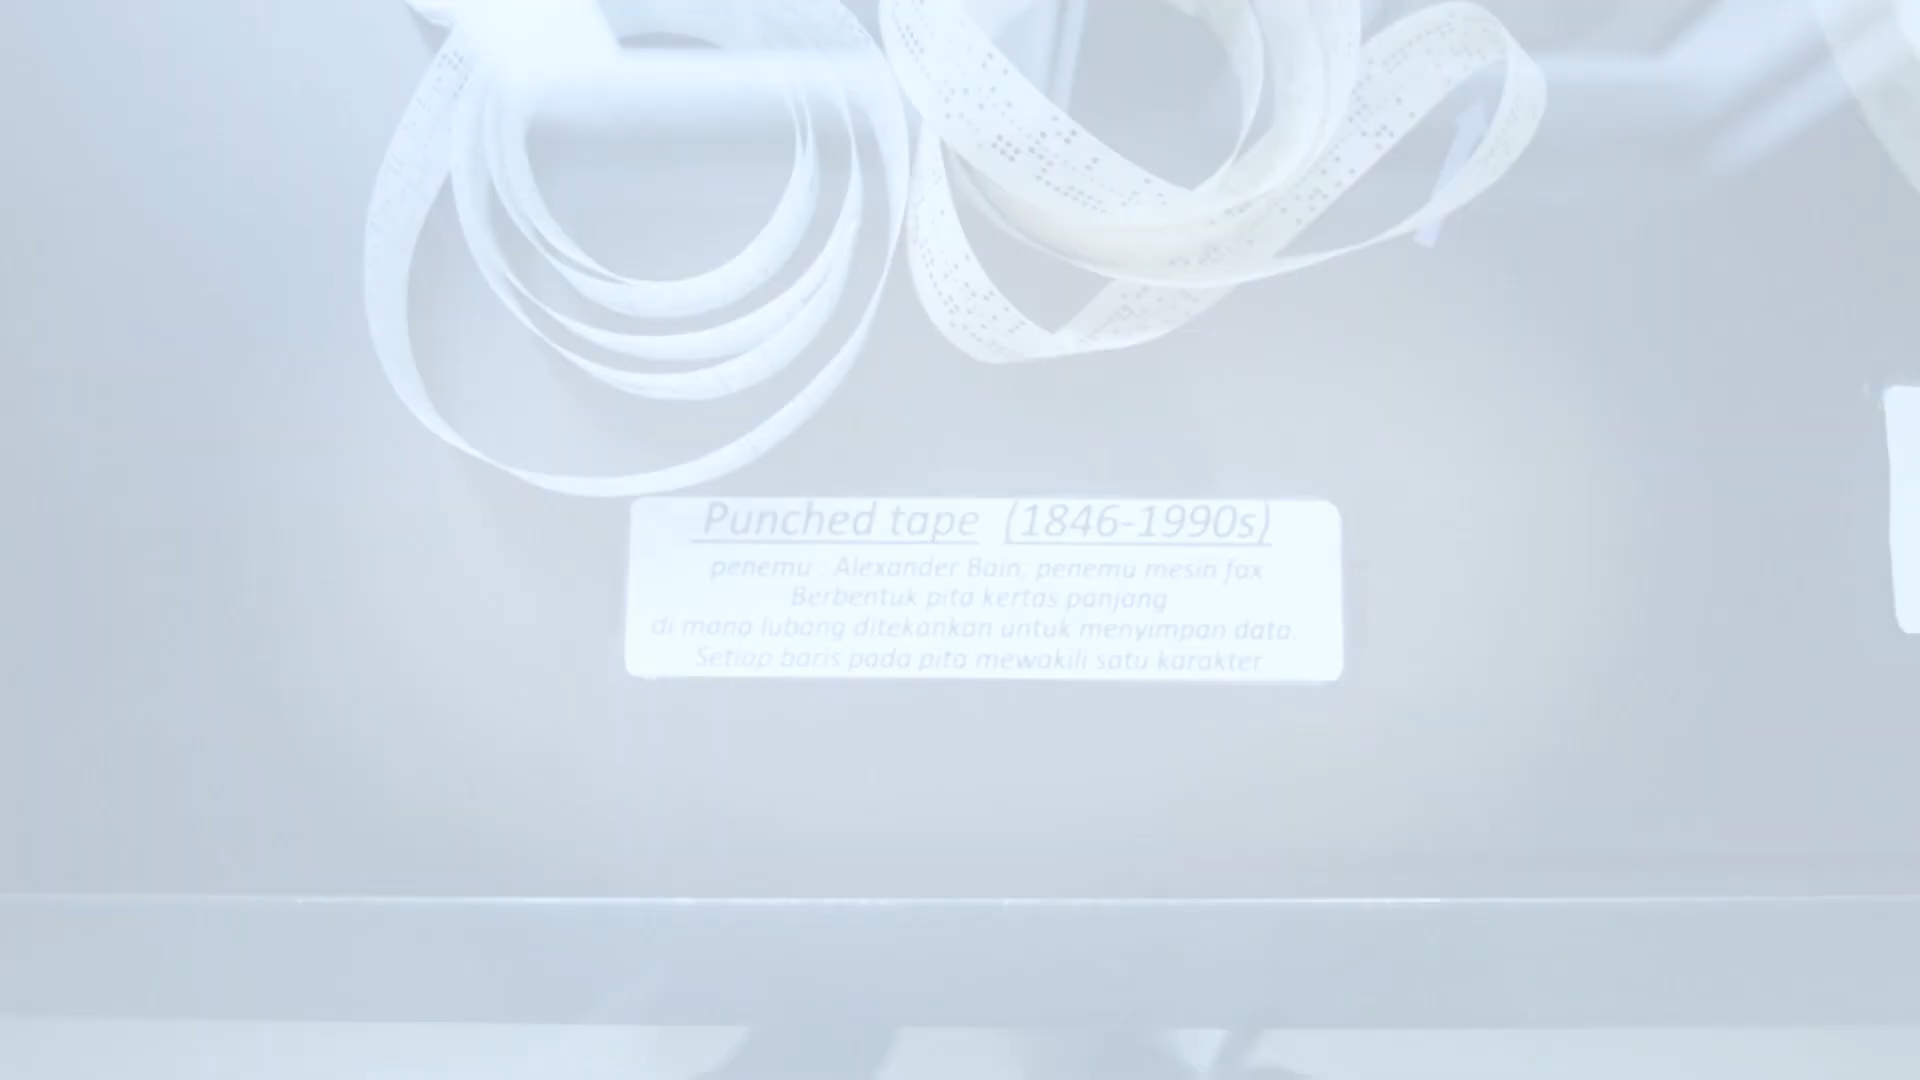 Punched tape (1846-1990s)
penemu : Alexander Bain, penemu mesin fax
Berbentuk pita kertas panjang
di mana lubang ditekankan untuk menyimpan data.
Setiap baris pada pita mewakili satu karakter